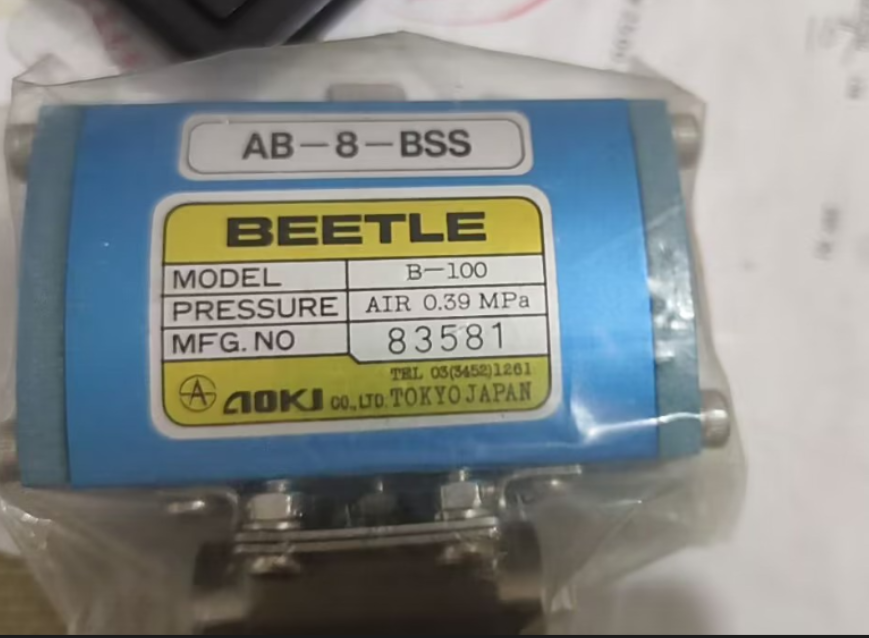 AB-8-BSS
BEETLE
MODEL B-100
PRESSURE AIR 0.39 MPa
MFG. NO 83581
TEL 03(3452)1261
AOKI CO., LTD. TOKYO JAPAN